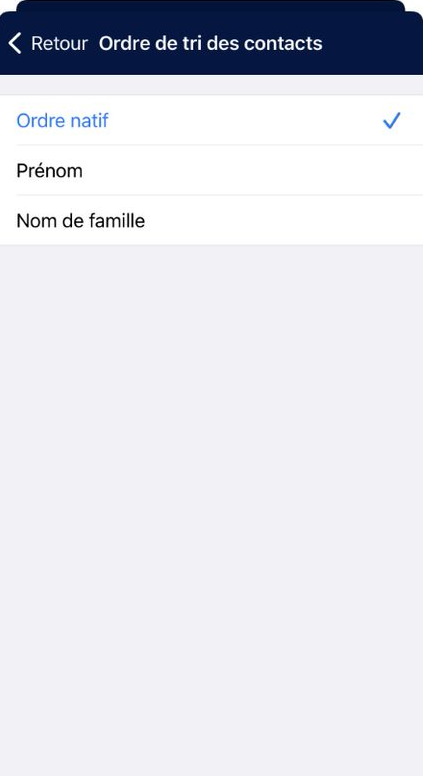 Retour Ordre de tri des contacts
Ordre natif
Prénom
Nom de famille